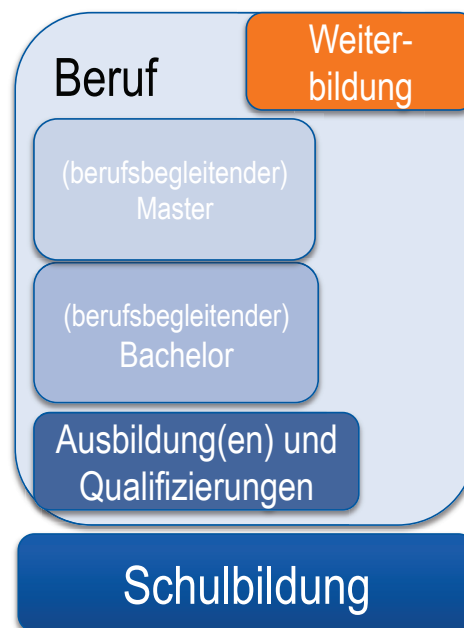 Weiter-
bildung
Beruf
(berufsbegleitender)
Master
(berufsbegleitender)
Bachelor
Ausbildung(en) und
Qualifizierungen
Schulbildung